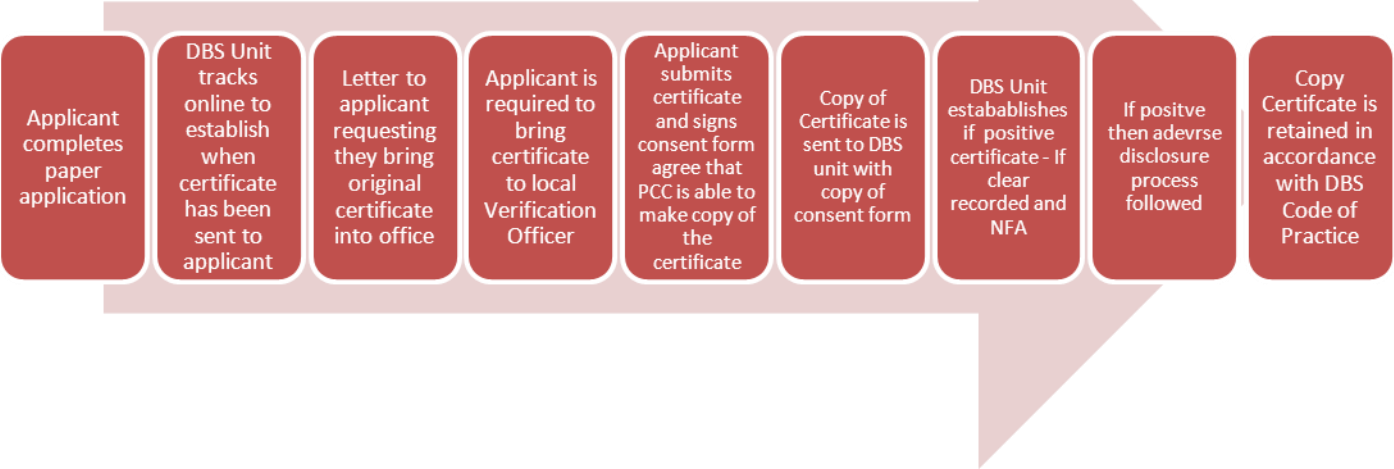 Applicant
completes
paper
application
DBS Unit
tracks
online to
establish
when
certificate
has been
sent to
applicant
Letter to
applicant
requesting
they bring
original
certificate
into office
Applicant is
required to
bring
certificate
to local
Verification
Officer
Applicant
submits
certificate
and signs
consent form
agree that
PCC is able to
make copy of
the
certificate
Copy of
Certificate is
sent to DBS
unit with
copy of
consent form
DBS Unit
estabablishes
if  positive
certificate - If
clear
recorded and
NFA
If positve
then adevrse
disclosure
process
followed
Copy
Certifcate is
retained in
accordance
with DBS
Code of
Practice